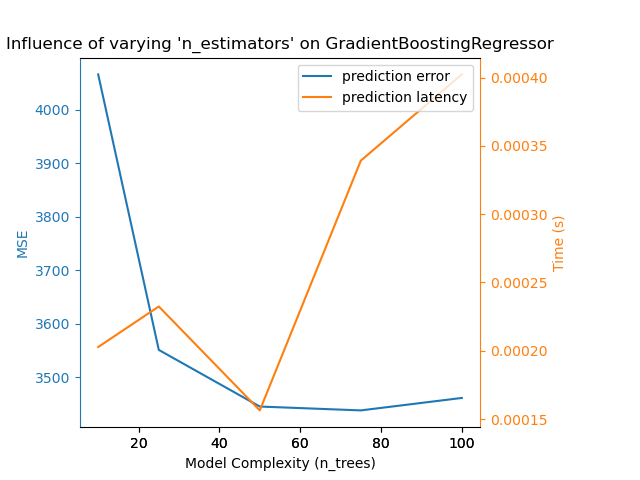 Influence of varying 'n_estimators' on GradientBoostingRegressor
prediction error
prediction latency
4000
3900
3800
3700
3600
3500
MSE
0.00040
0.00035
0.00030
0.00025
0.00020
0.00015
Time (s)
20 40 60 80 100
Model Complexity (n_trees)